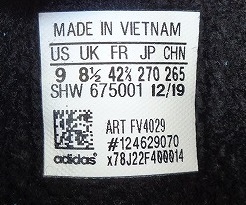 MADE IN VIETNAM
US UK FR JP CHN
9 8½ 42⅔ 270 265
SHW 675001 12/19
ART FV4029
#124629070
x78J22F400014
adidas